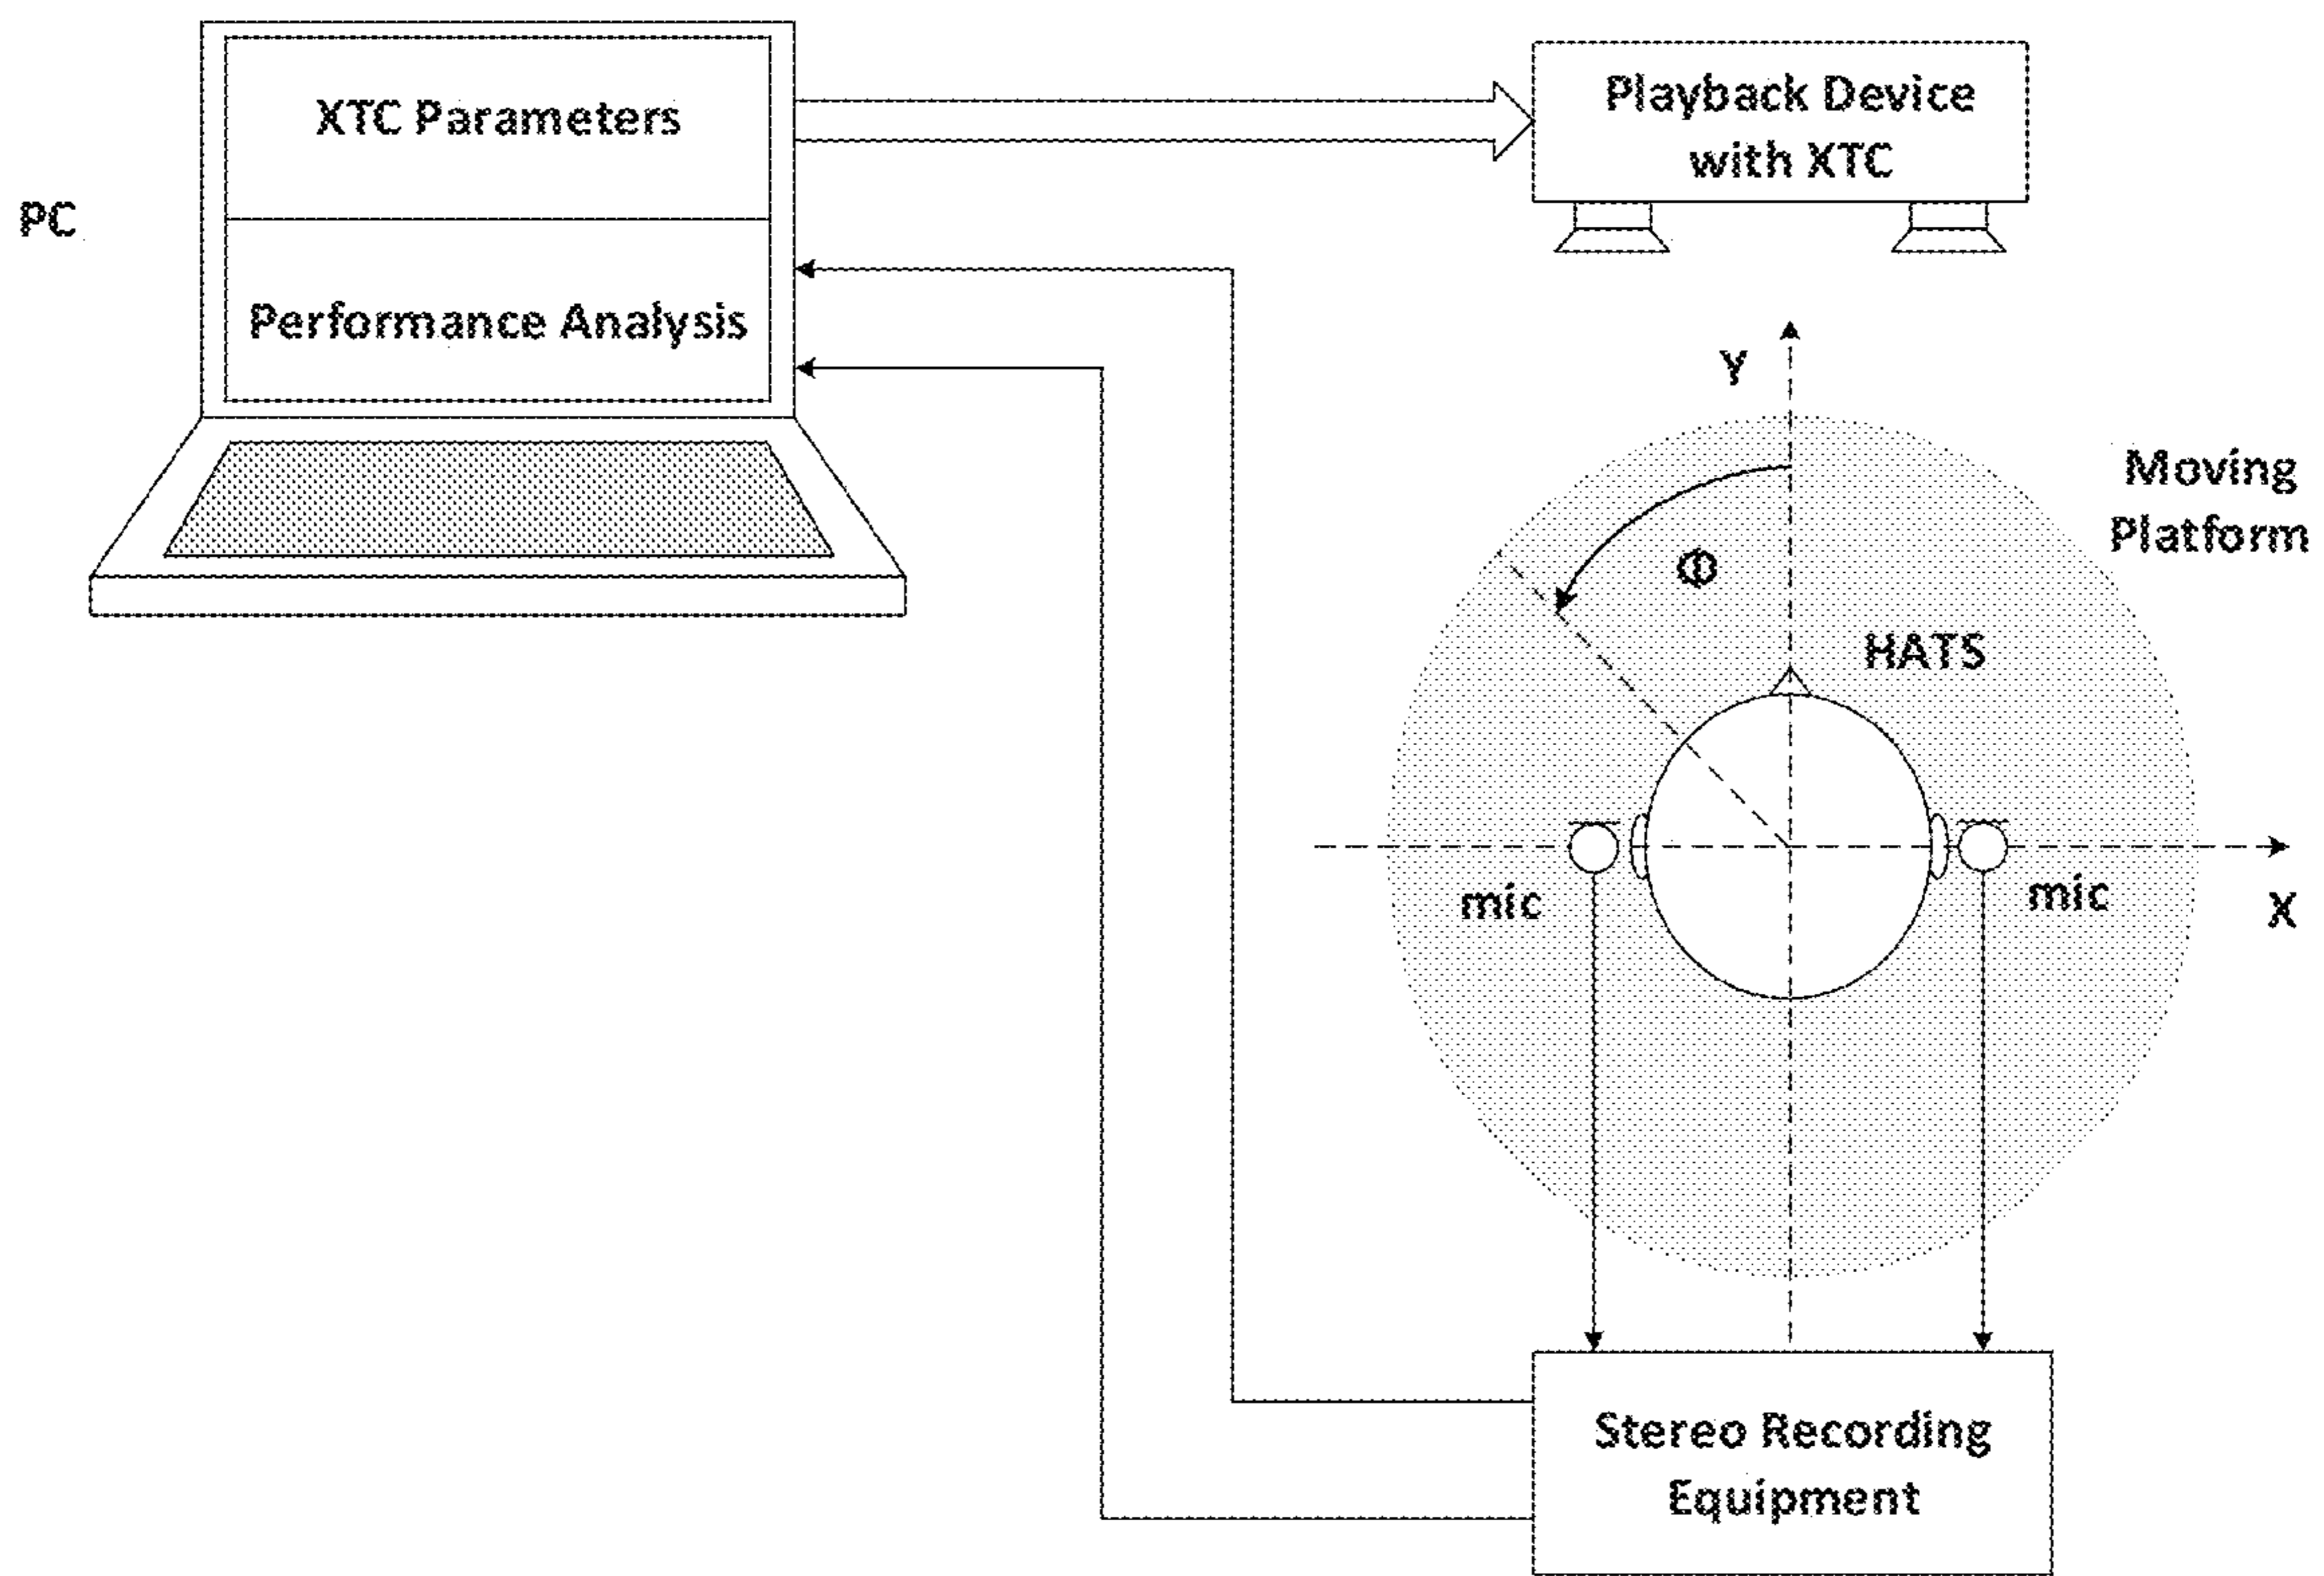 XTC Parameters
Playback Device
with XTC
PC
Performance Analysis
y
Moving
Platform
Φ
HATS
mic
mic
X
Stereo Recording
Equipment